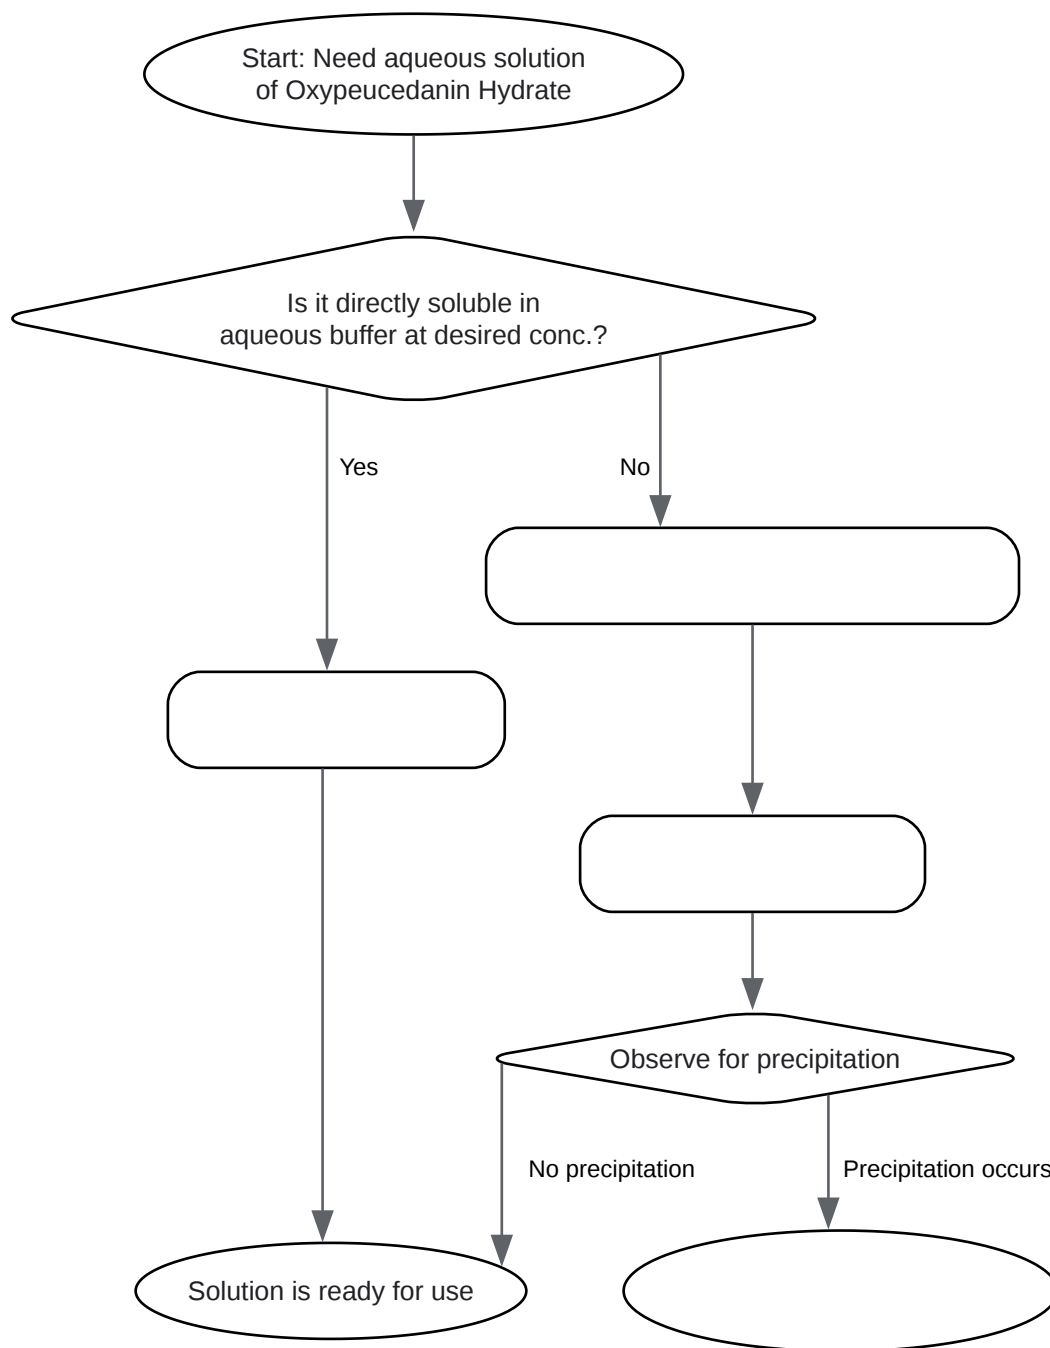 Start: Need aqueous solution
of Oxypeucedanin Hydrate
Is it directly soluble in
aqueous buffer at desired conc.?
Yes
No
Observe for precipitation
No precipitation
Precipitation occurs
Solution is ready for use